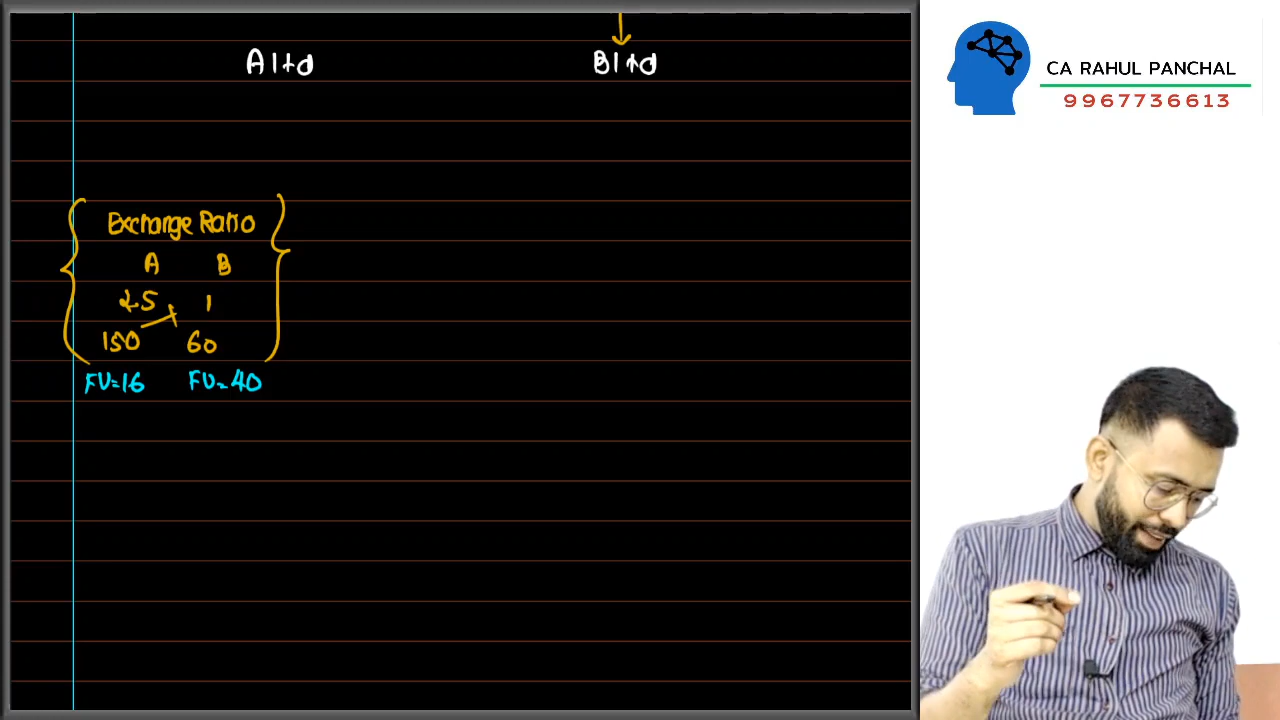 A ltd B ltd
CA RAHUL PANCHAL
9967736613
Exchange Ratio
A B
2.5 1
150 60
FV=16 FV=40